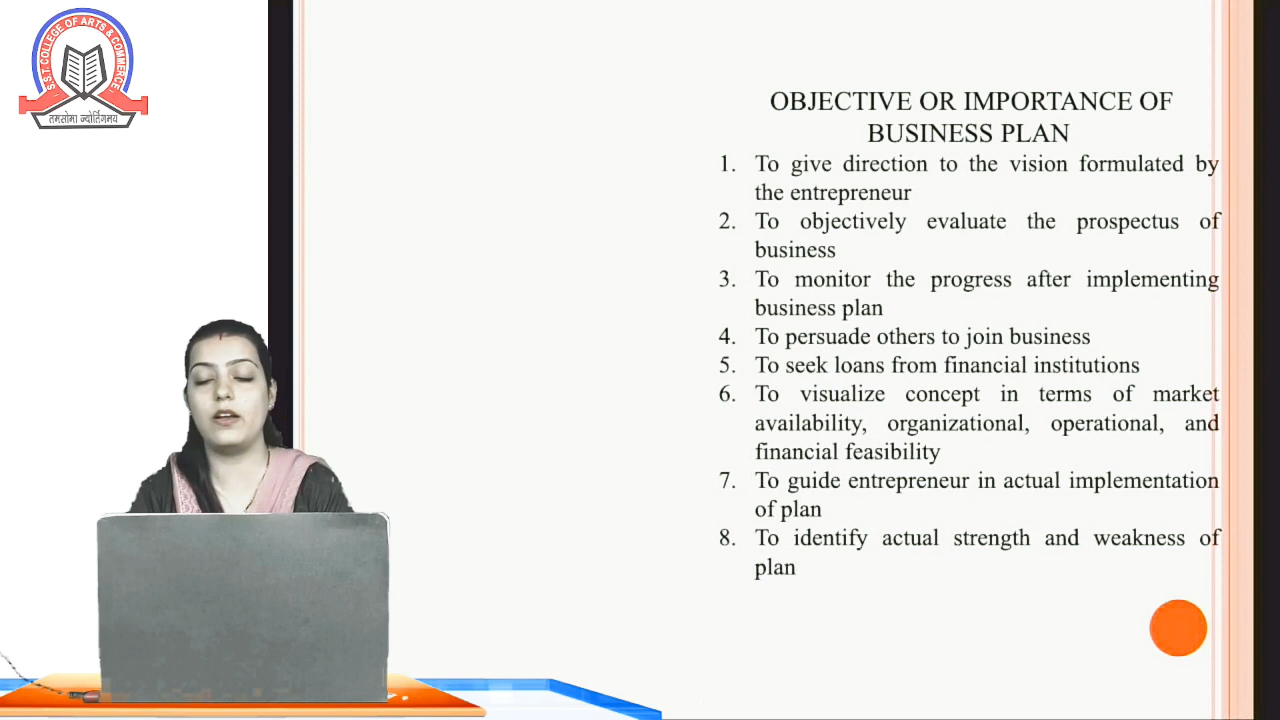 S.S.T. COLLEGE OF ARTS & COMMERCE
तमसोमा ज्योर्तिगमय
OBJECTIVE OR IMPORTANCE OF
BUSINESS PLAN
1. To give direction to the vision formulated by
the entrepreneur
2. To objectively evaluate the prospectus of
business
3. To monitor the progress after implementing
business plan
4. To persuade others to join business
5. To seek loans from financial institutions
6. To visualize concept in terms of market
availability, organizational, operational, and
financial feasibility
7. To guide entrepreneur in actual implementation
of plan
8. To identify actual strength and weakness of
plan